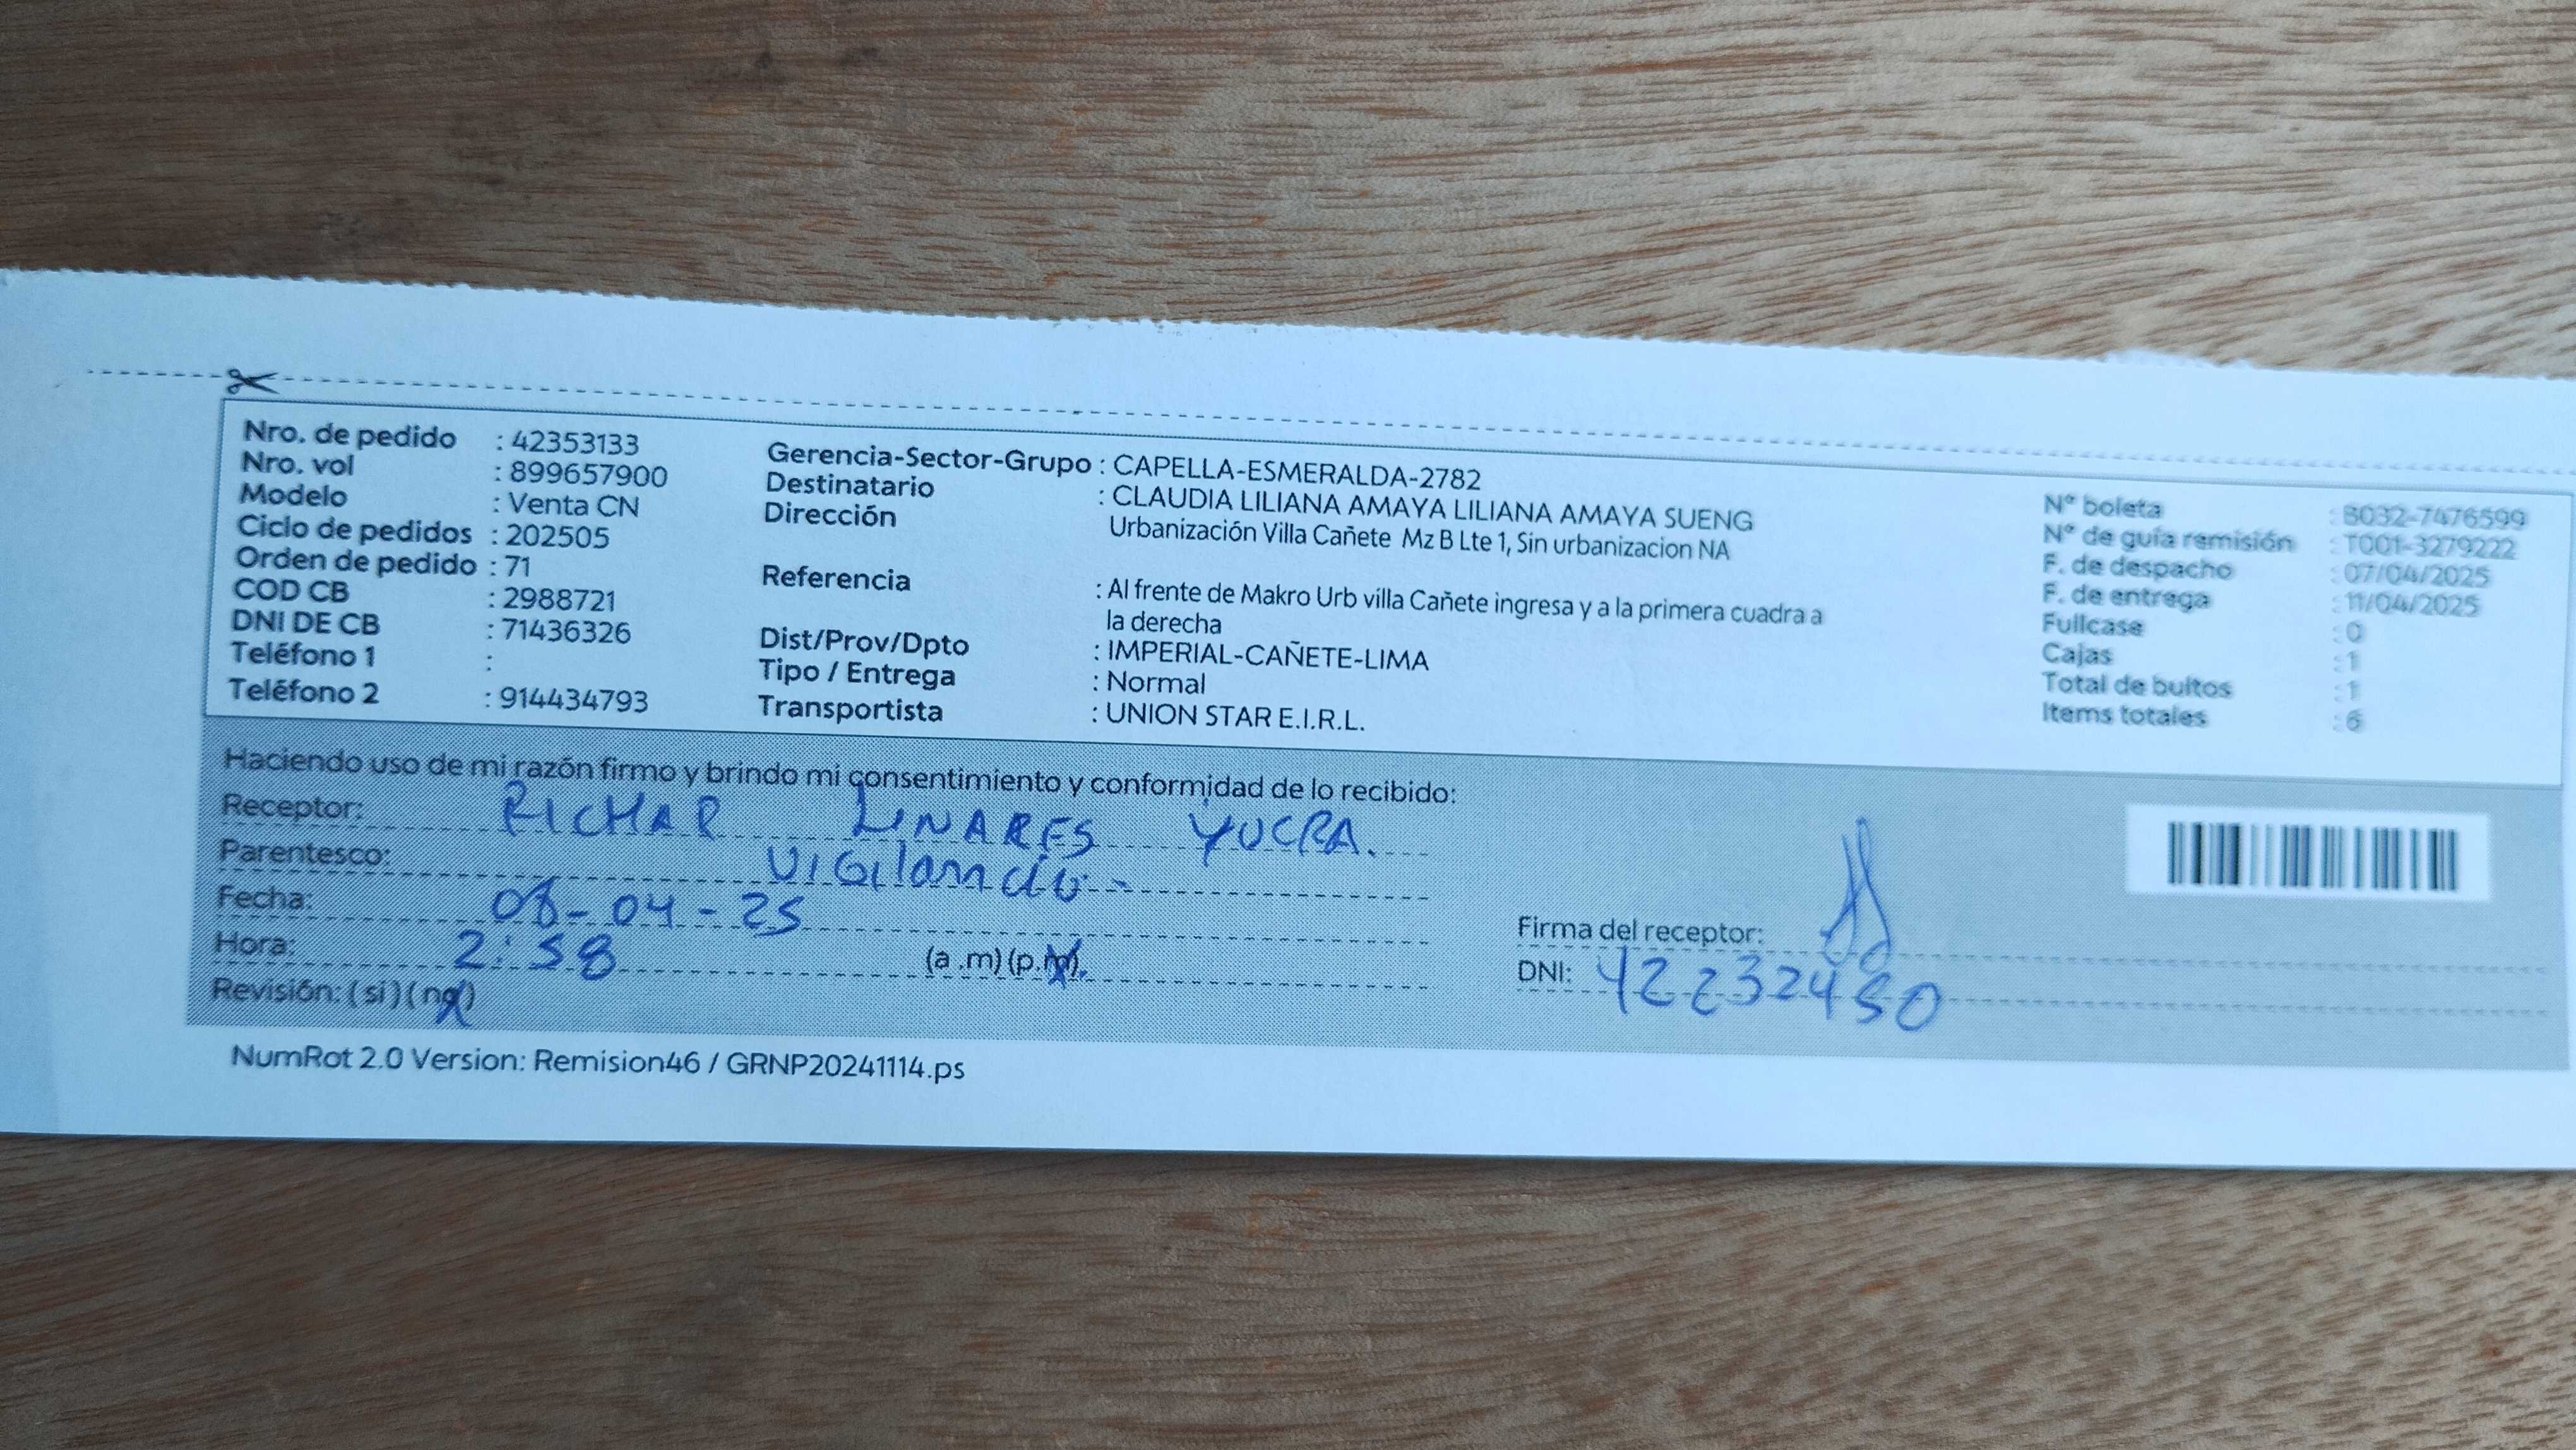 Nro. de pedido : 42353133
Nro. vol : 899657900
Modelo : Venta CN
Ciclo de pedidos : 202505
Orden de pedido : 71
COD CB : 2988721
DNI DE CB : 71436326
Teléfono 1 :
Teléfono 2 : 914434793
Gerencia-Sector-Grupo : CAPELLA-ESMERALDA-2782
Destinatario : CLAUDIA LILIANA AMAYA LILIANA AMAYA SUENG
Dirección Urbanización Villa Cañete Mz B Lte 1, Sin urbanizacion NA
Referencia : Al frente de Makro Urb villa Cañete ingresa y a la primera cuadra a
la derecha
Dist/Prov/Dpto : IMPERIAL-CAÑETE-LIMA
Tipo / Entrega : Normal
Transportista : UNION STAR E.I.R.L.
N° boleta : B032-7476599
N° de guía remisión : T001-3279222
F. de despacho : 07/04/2025
F. de entrega : 11/04/2025
Fullcase : 0
Cajas : 1
Total de bultos : 1
Items totales : 6
Haciendo uso de mi razón firmo y brindo mi consentimiento y conformidad de lo recibido:
Receptor: RICHAR LINARES YUCRA.
Parentesco:
Fecha: 08-04-25
Hora: 2:58 (a .m) (p.m).
Revisión: (si) (no)
Firma del receptor:
DNI: 42232450
NumRot 2.0 Version: Remision46 / GRNP20241114.ps